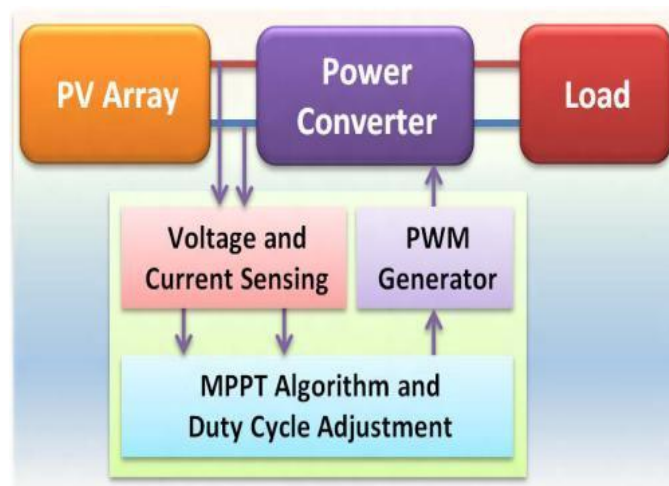 PV Array
Power
Converter
Load
Voltage and
Current Sensing
PWM
Generator
MPPT Algorithm and
Duty Cycle Adjustment